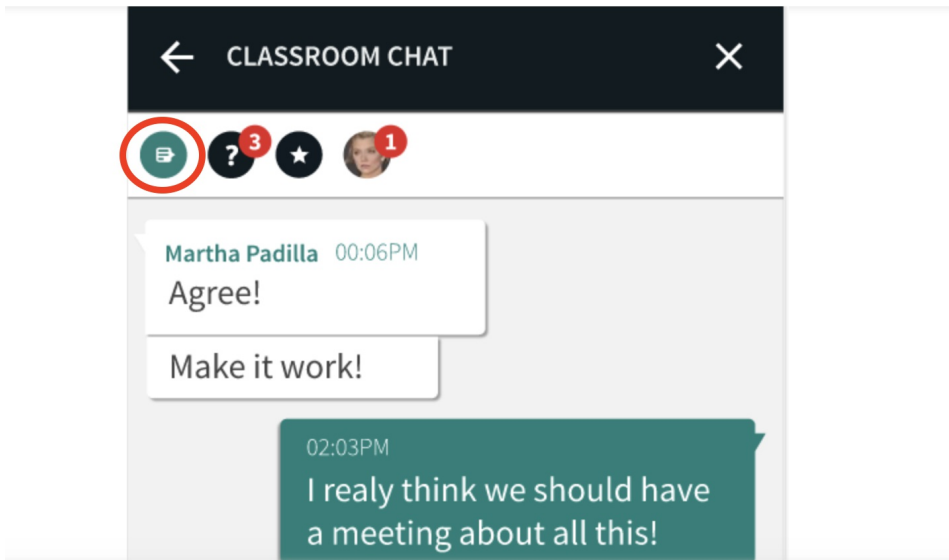 CLASSROOM CHAT
? 3 1
Martha Padilla 00:06PM
Agree!
Make it work!
02:03PM
I realy think we should have
a meeting about all this!